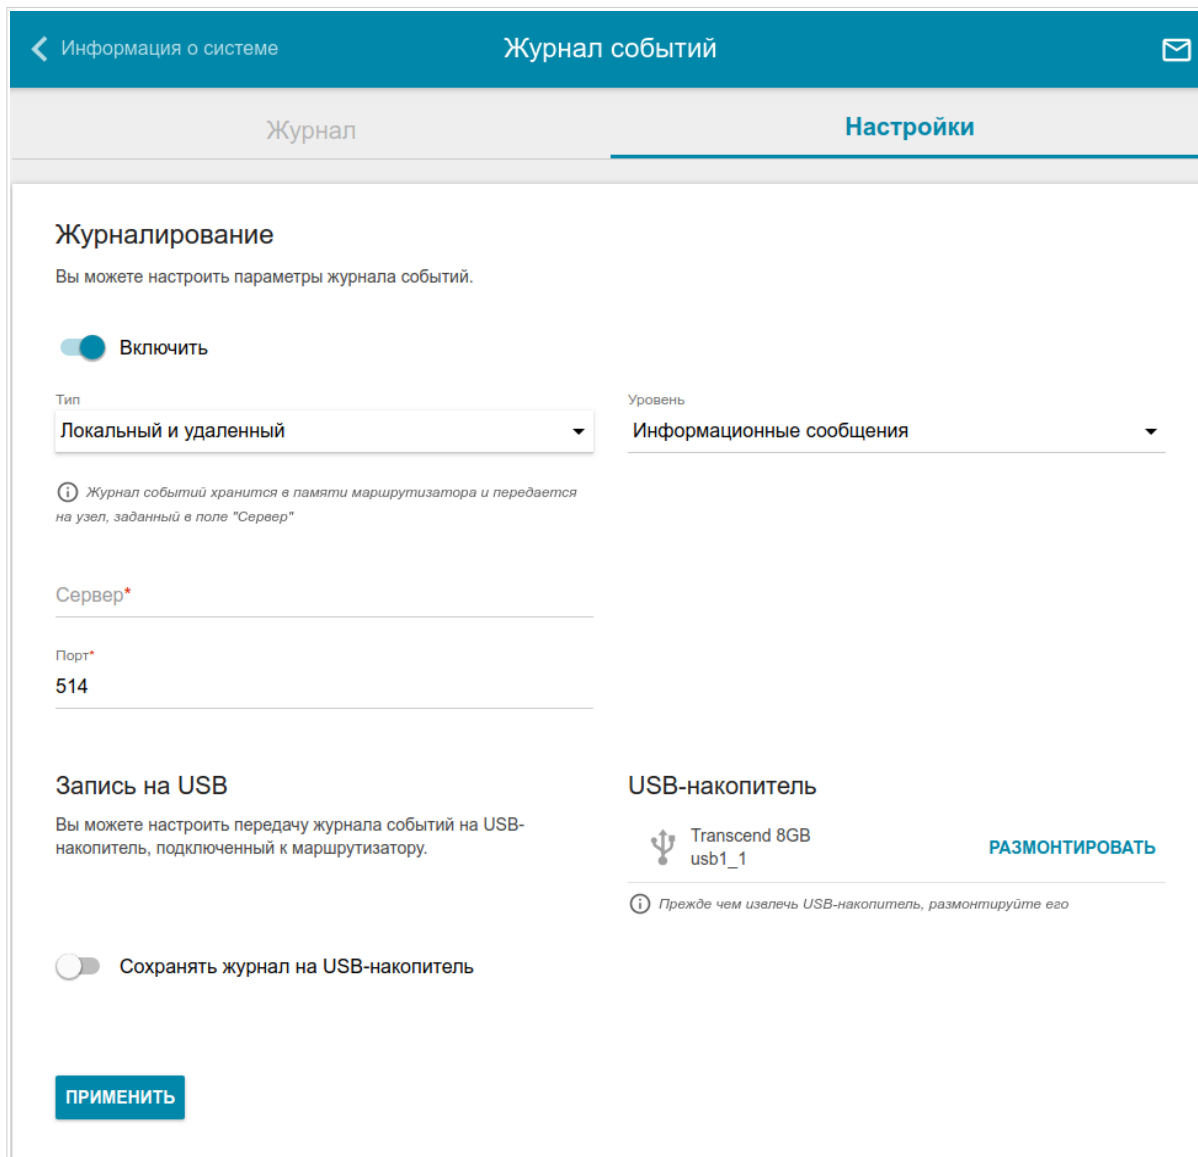 Информация о системе
Журнал событий
Журнал
Настройки
Журналирование
Вы можете настроить параметры журнала событий.
Включить
Тип
Локальный и удаленный
Уровень
Информационные сообщения
Журнал событий хранится в памяти маршрутизатора и передается
на узел, заданный в поле "Сервер"
Сервер*
Порт*
514
Запись на USB
Вы можете настроить передачу журнала событий на USB-
накопитель, подключенный к маршрутизатору.
USB-накопитель
Transcend 8GB
usb1_1
РАЗМОНТИРОВАТЬ
Прежде чем извлечь USB-накопитель, размонтируйте его
Сохранять журнал на USB-накопитель
ПРИМЕНИТЬ